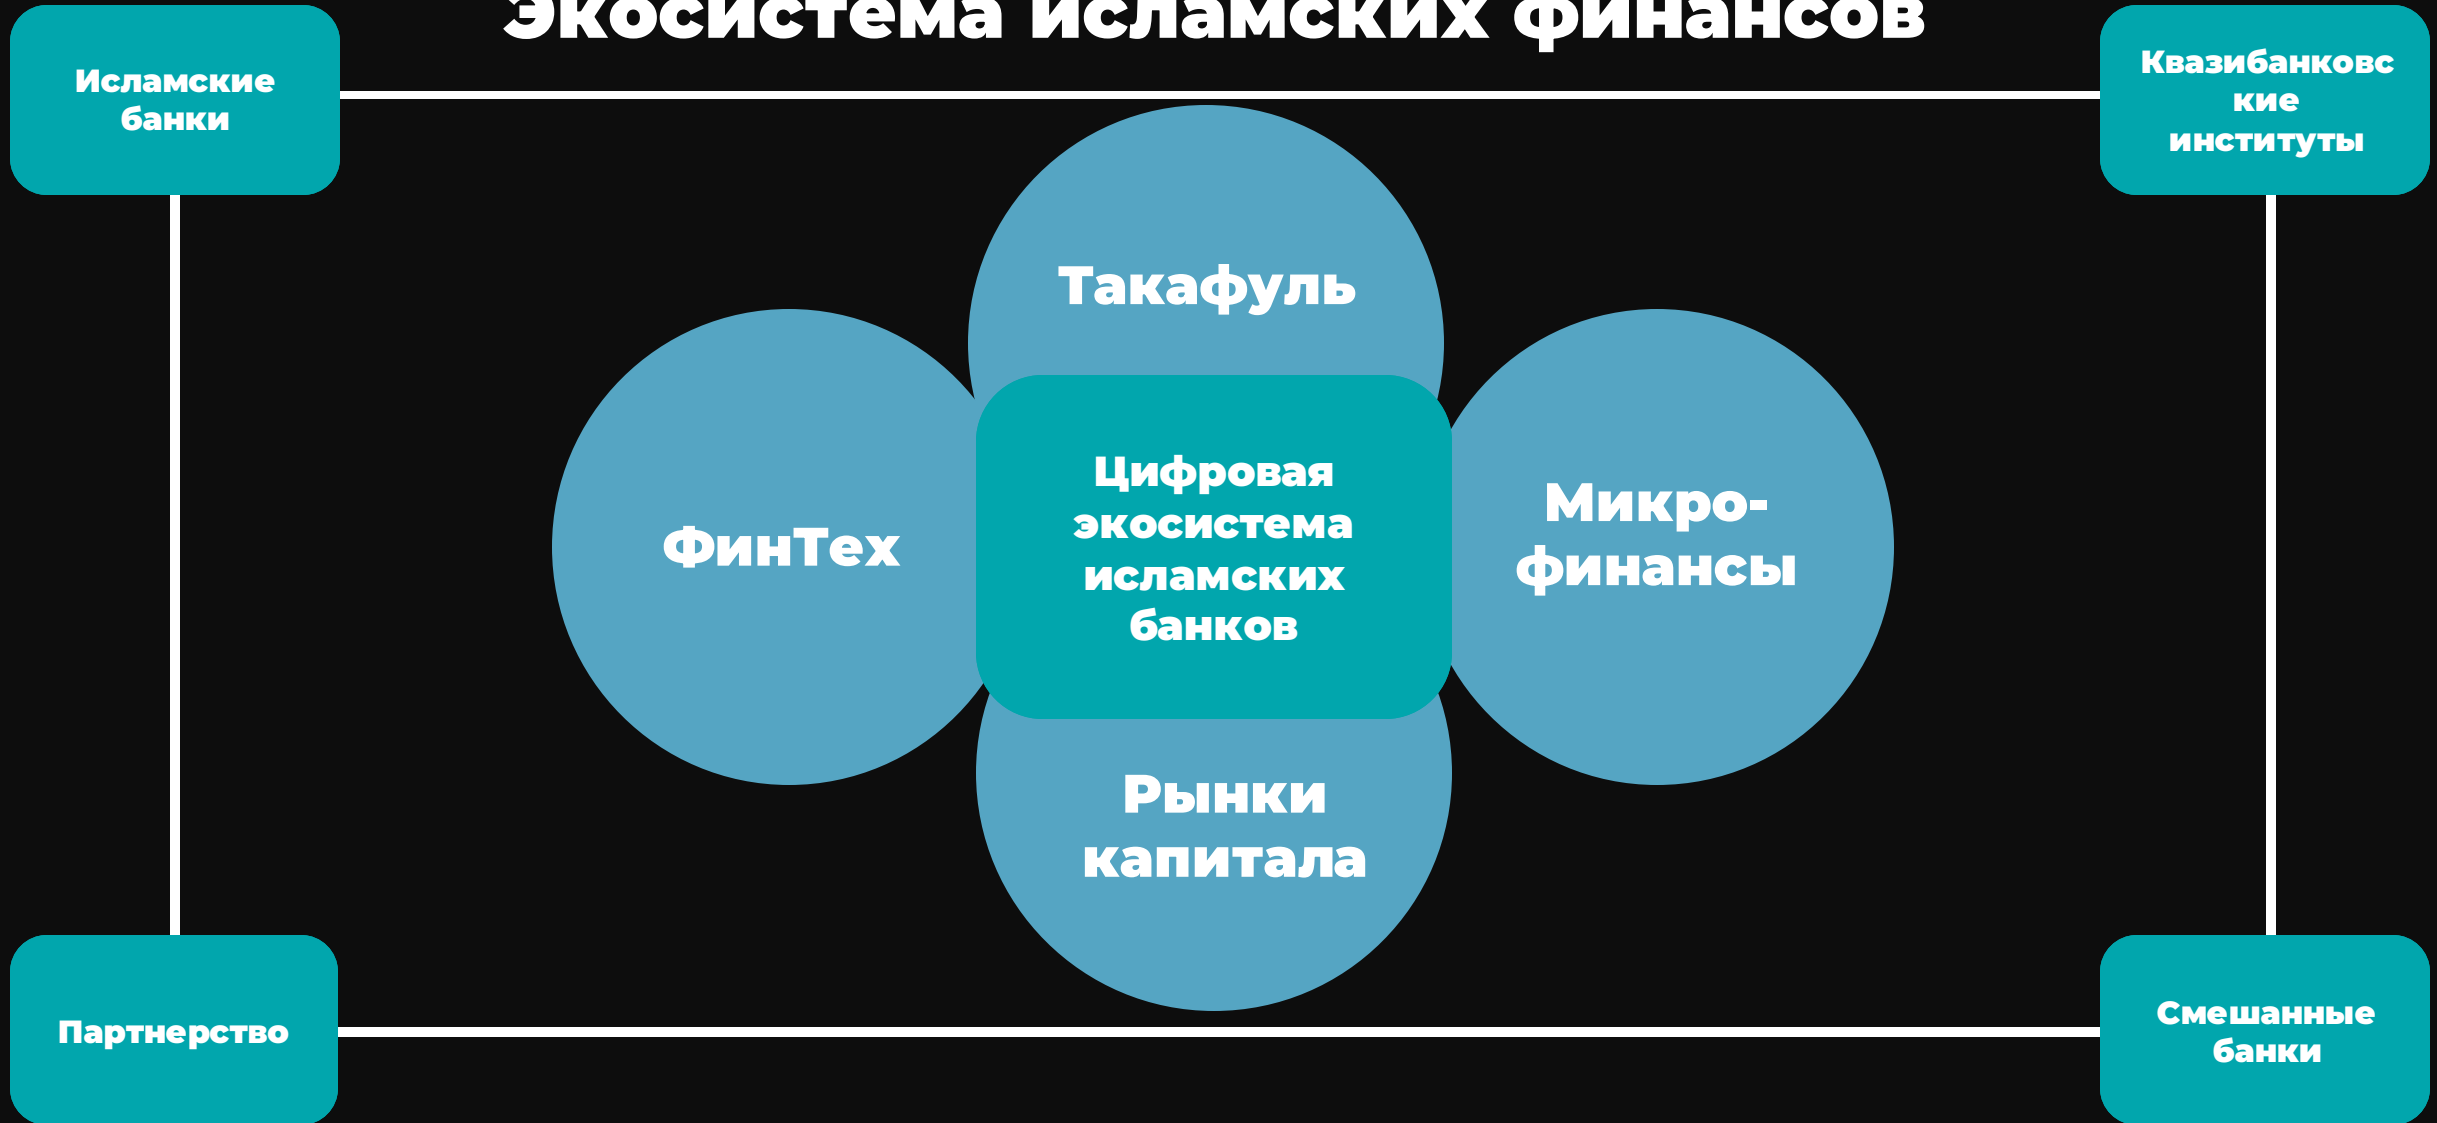 Экосистема исламских финансов
Исламские
банки
Квазибанковс
кие
институты
Такафуль
ФинТех
Цифровая
экосистема
исламских
банков
Микро-
финансы
Рынки
капитала
Партнерство
Смешанные
банки